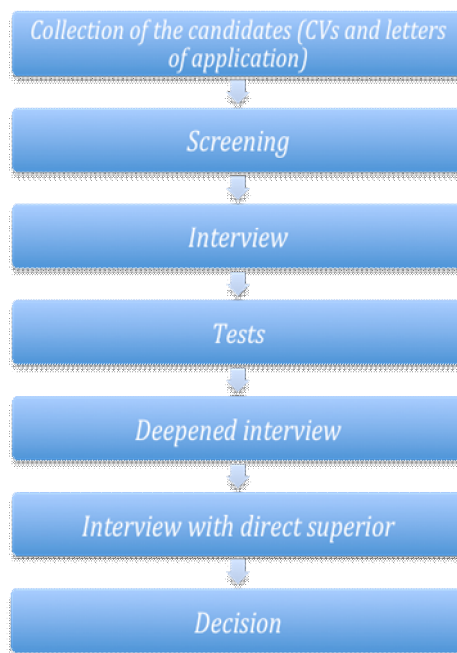 Collection of the candidates (CVs and letters
of application)
Screening
Interview
Tests
Deepened interview
Interview with direct superior
Decision